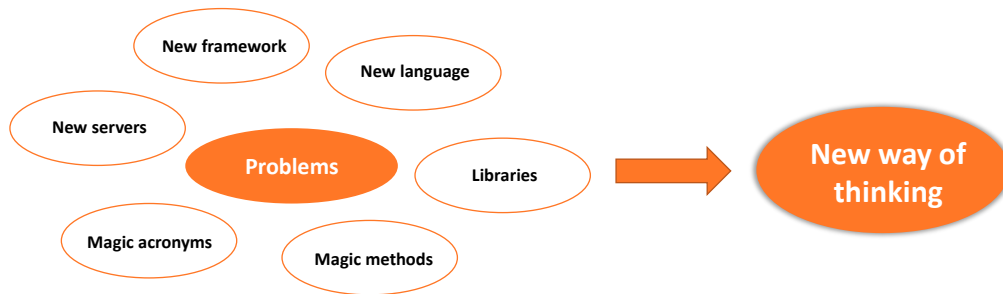 New framework
New language
New servers
Problems
Libraries
New way of
thinking
Magic acronyms
Magic methods